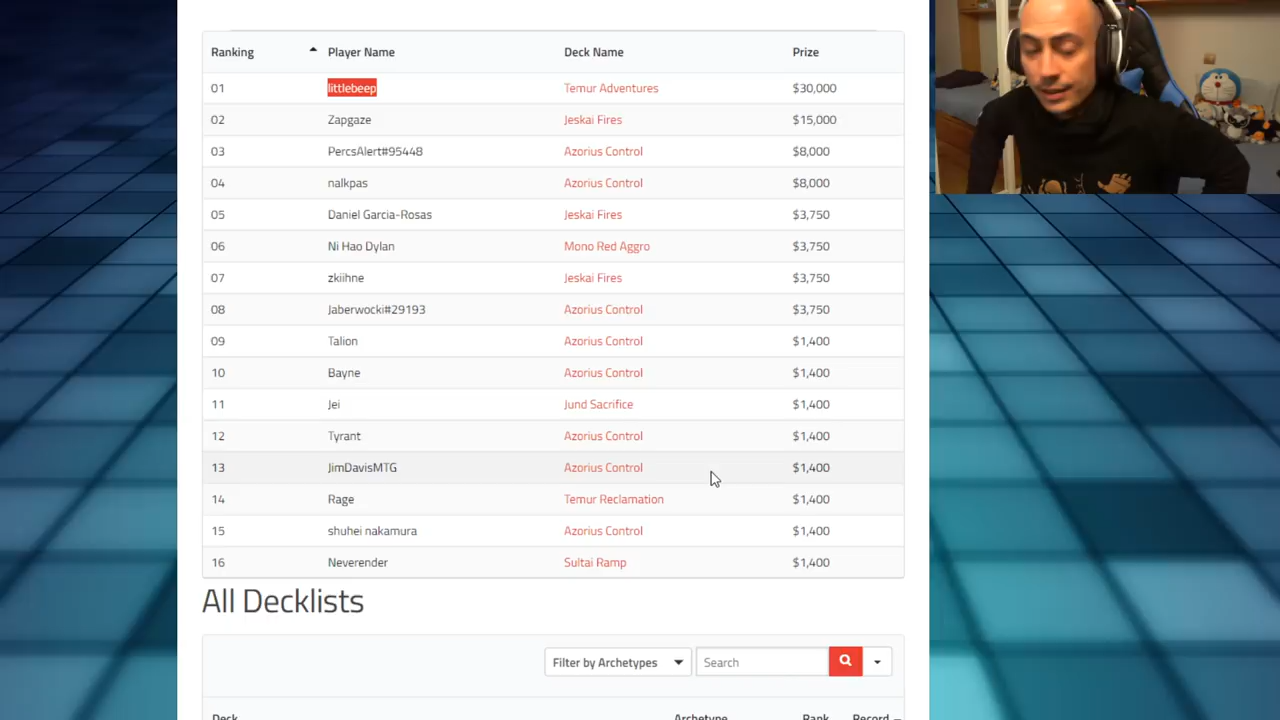 Ranking Player Name Deck Name Prize
01 littlebeep Temur Adventures $30,000
02 Zapgaze Jeskai Fires $15,000
03 PercsAlert#95448 Azorius Control $8,000
04 nalkpas Azorius Control $8,000
05 Daniel Garcia-Rosas Jeskai Fires $3,750
06 Ni Hao Dylan Mono Red Aggro $3,750
07 zkiihne Jeskai Fires $3,750
08 Jaberwocki#29193 Azorius Control $3,750
09 Talion Azorius Control $1,400
10 Bayne Azorius Control $1,400
11 Jei Jund Sacrifice $1,400
12 Tyrant Azorius Control $1,400
13 JimDavisMTG Azorius Control $1,400
14 Rage Temur Reclamation $1,400
15 shuhei nakamura Azorius Control $1,400
16 Neverender Sultai Ramp $1,400
All Decklists
Filter by Archetypes Search
Deck Archetype Rank Record